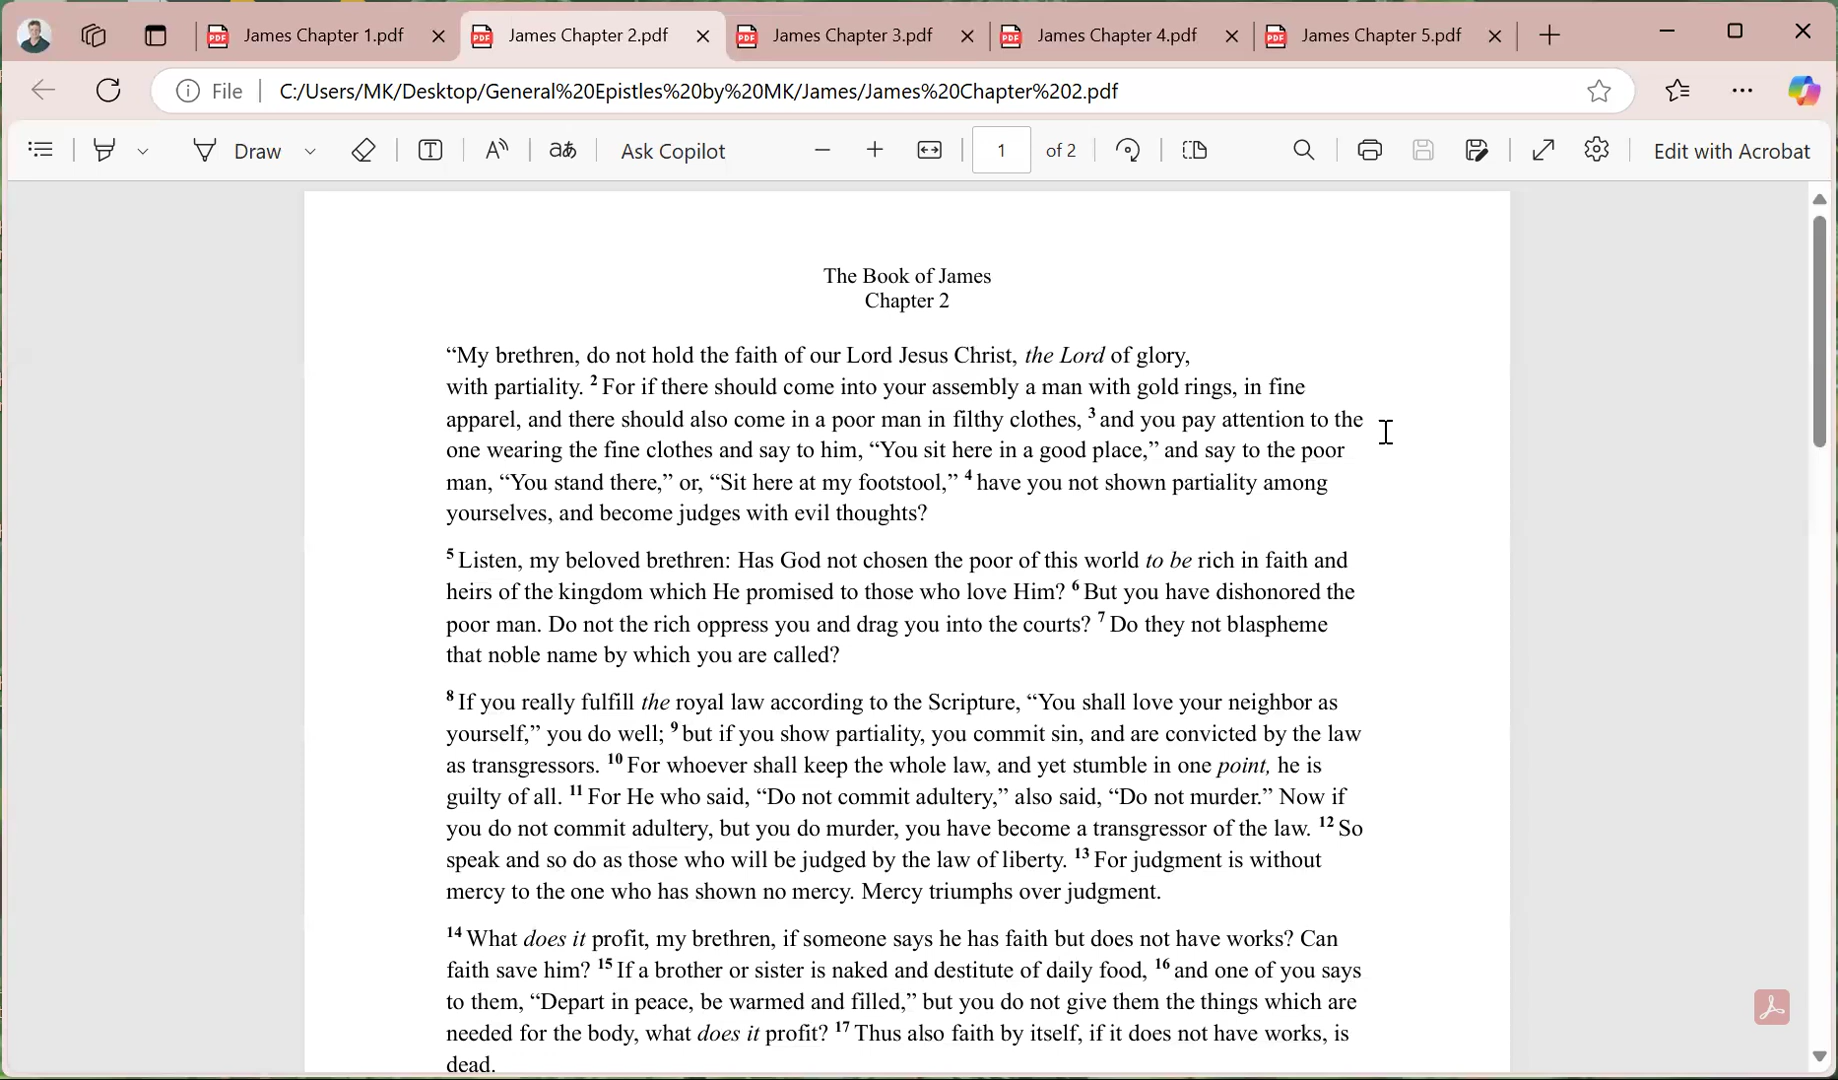 James Chapter 1.pdf
James Chapter 2.pdf
James Chapter 3.pdf
James Chapter 4.pdf
James Chapter 5.pdf
File
C:/Users/MK/Desktop/General%20Epistles%20by%20MK/James/James%20Chapter%202.pdf
Draw
Ask Copilot
1 of 2
Edit with Acrobat
The Book of James
Chapter 2
“My brethren, do not hold the faith of our Lord Jesus Christ, the Lord of glory,
with partiality. 2 For if there should come into your assembly a man with gold rings, in fine
apparel, and there should also come in a poor man in filthy clothes, 3 and you pay attention to the
one wearing the fine clothes and say to him, “You sit here in a good place,” and say to the poor
man, “You stand there,” or, “Sit here at my footstool,” 4 have you not shown partiality among
yourselves, and become judges with evil thoughts?
5 Listen, my beloved brethren: Has God not chosen the poor of this world to be rich in faith and
heirs of the kingdom which He promised to those who love Him? 6 But you have dishonored the
poor man. Do not the rich oppress you and drag you into the courts? 7 Do they not blaspheme
that noble name by which you are called?
8 If you really fulfill the royal law according to the Scripture, “You shall love your neighbor as
yourself,” you do well; 9 but if you show partiality, you commit sin, and are convicted by the law
as transgressors. 10 For whoever shall keep the whole law, and yet stumble in one point, he is
guilty of all. 11 For He who said, “Do not commit adultery,” also said, “Do not murder.” Now if
you do not commit adultery, but you do murder, you have become a transgressor of the law. 12 So
speak and so do as those who will be judged by the law of liberty. 13 For judgment is without
mercy to the one who has shown no mercy. Mercy triumphs over judgment.
14 What does it profit, my brethren, if someone says he has faith but does not have works? Can
faith save him? 15 If a brother or sister is naked and destitute of daily food, 16 and one of you says
to them, “Depart in peace, be warmed and filled,” but you do not give them the things which are
needed for the body, what does it profit? 17 Thus also faith by itself, if it does not have works, is
dead.